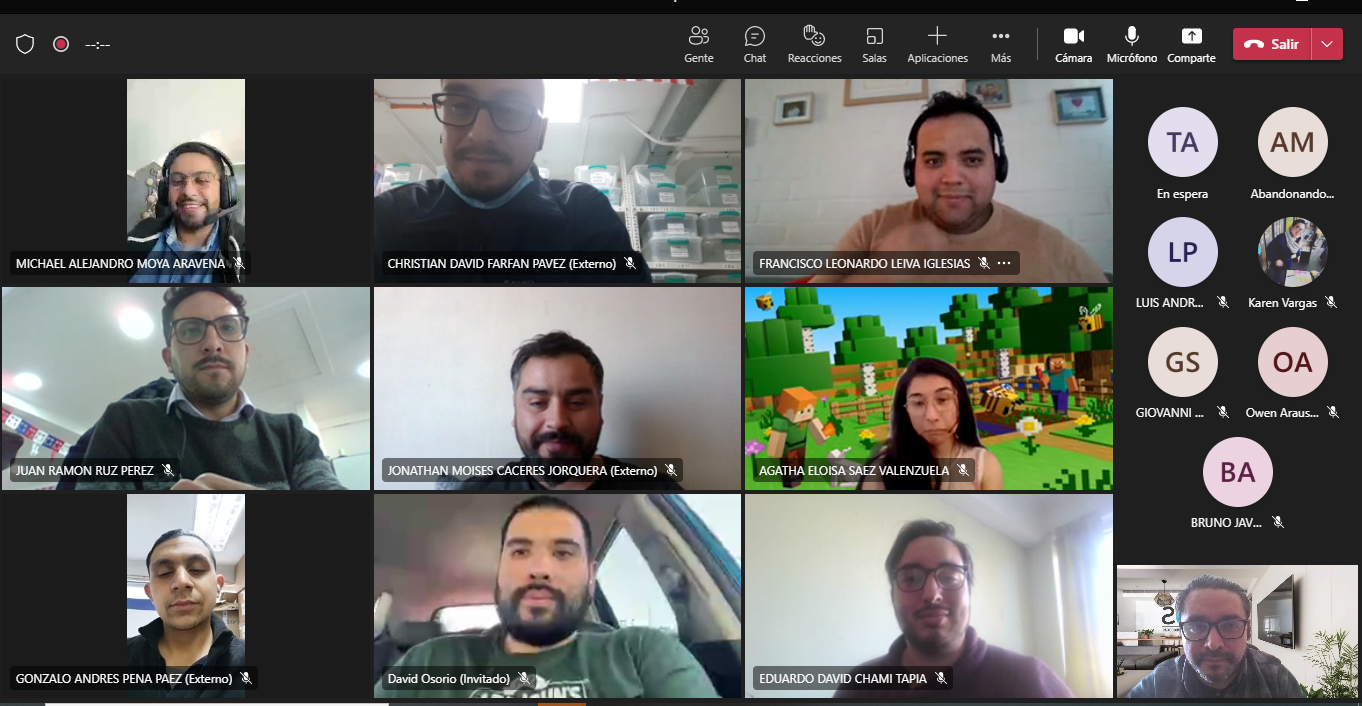 --:--
Gente
Chat
Reacciones
Salas
Aplicaciones
Más
Cámara
Micrófono
Comparte
Salir
MICHAEL ALEJANDRO MOYA ARAVENA
CHRISTIAN DAVID FARFAN PAVEZ (Externo)
FRANCISCO LEONARDO LEIVA IGLESIAS
TA
AM
En espera
Abandonando...
LP
LUIS ANDR...
Karen Vargas
JUAN RAMON RUZ PEREZ
JONATHAN MOISES CACERES JORQUERA (Externo)
AGATHA ELOISA SAEZ VALENZUELA
GS
OA
GIOVANNI ...
Owen Araus...
BA
BRUNO JAV...
GONZALO ANDRES PENA PAEZ (Externo)
David Osorio (Invitado)
EDUARDO DAVID CHAMI TAPIA